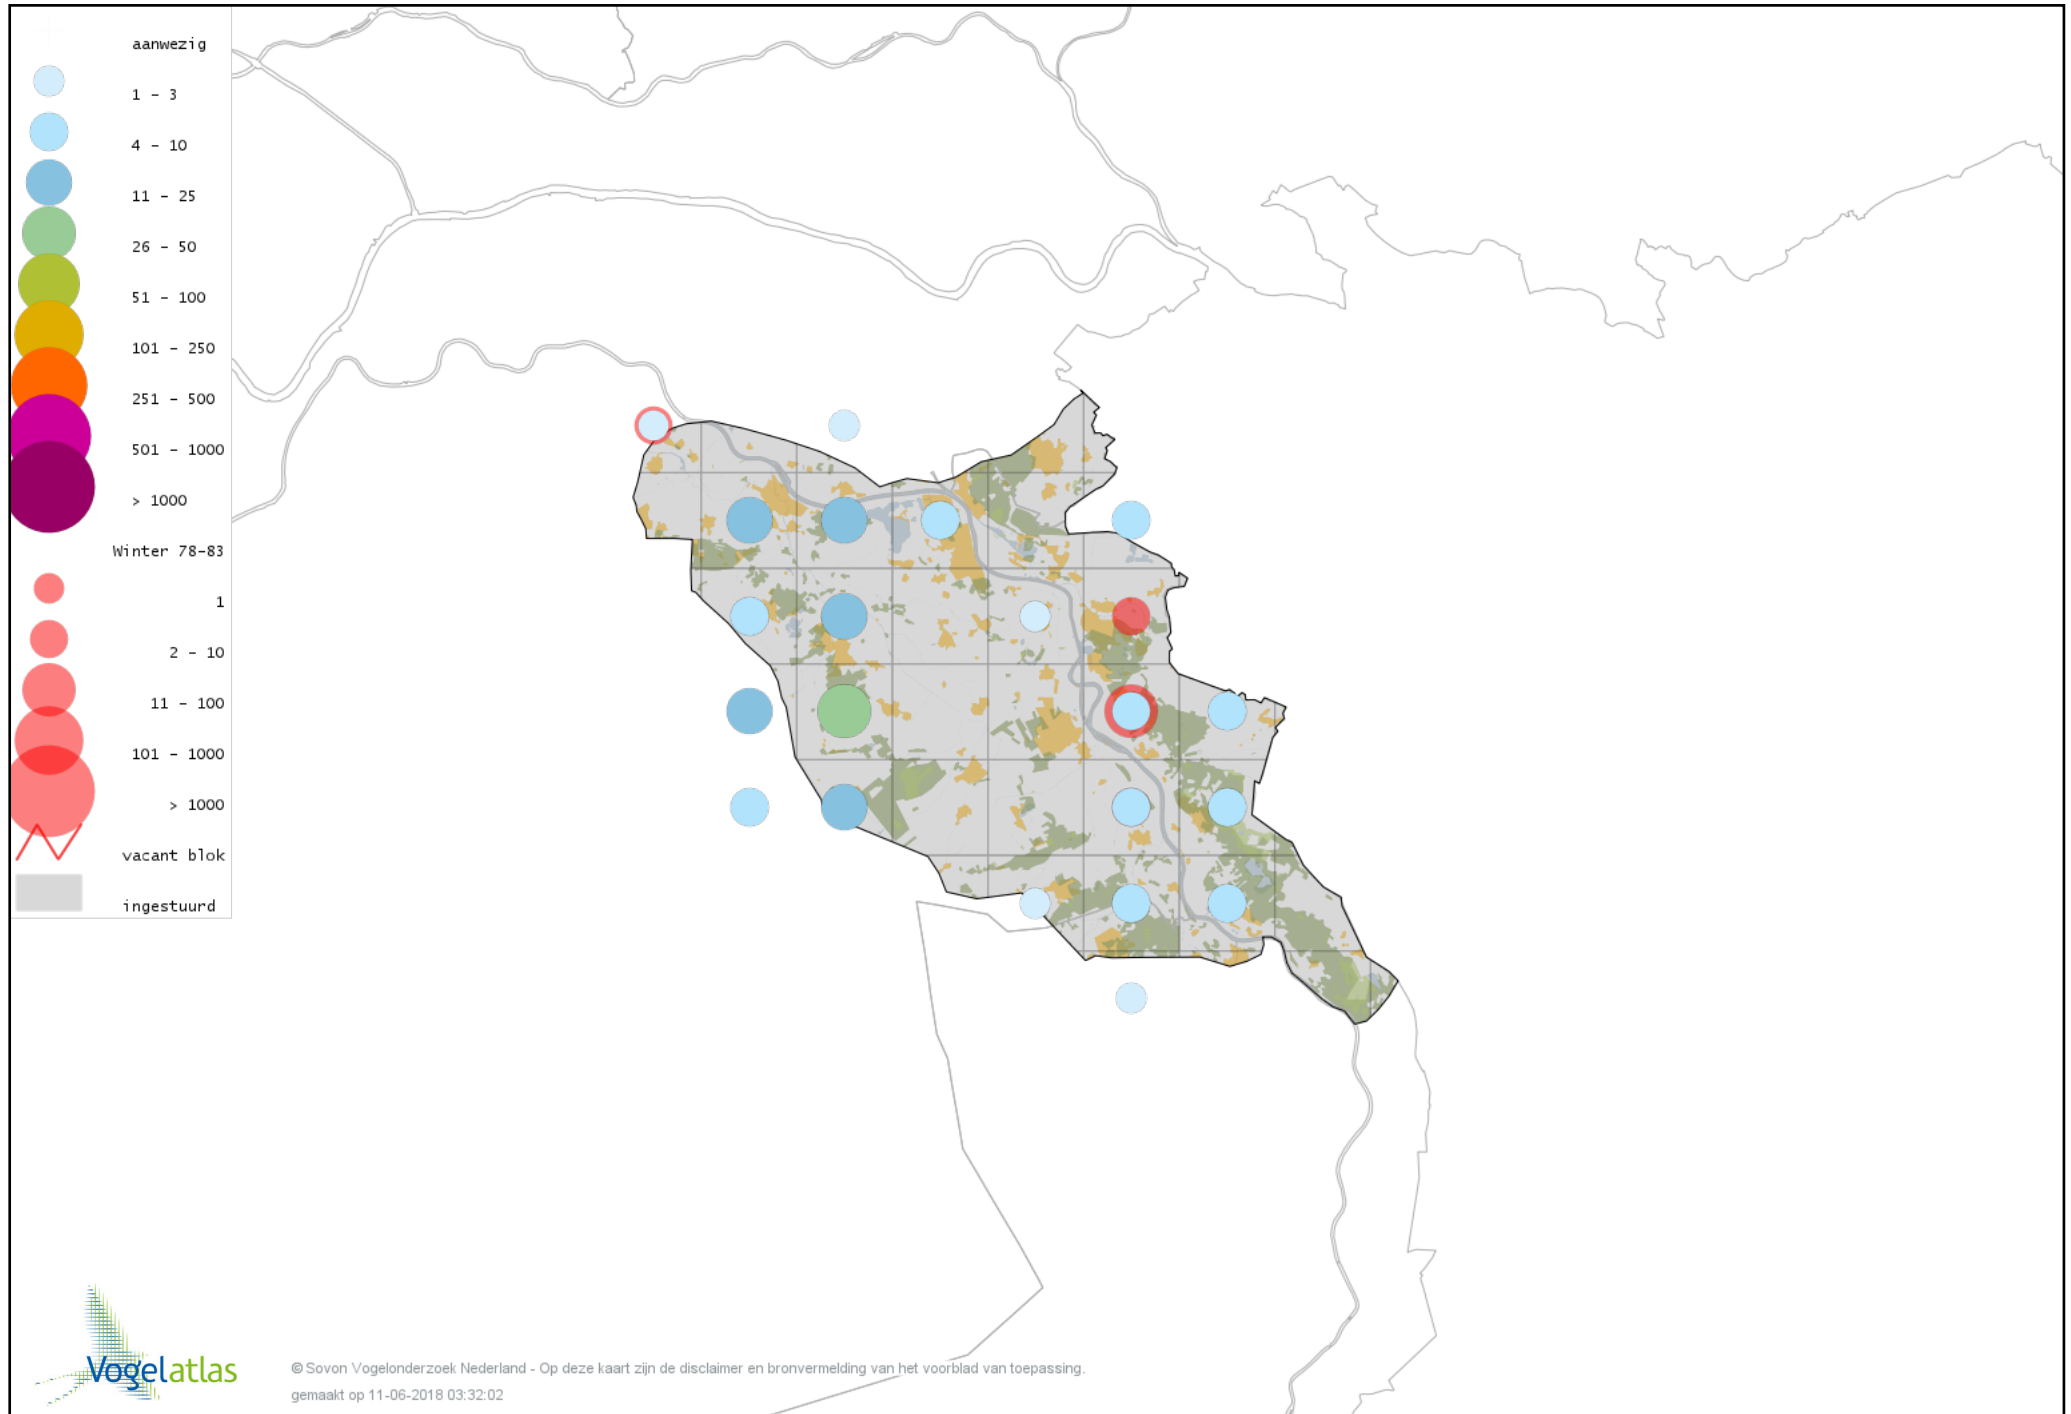 aanwezig
1 - 3
4 - 10
11 - 25
26 - 50
51 - 100
101 - 250
251 - 500
501 - 1000
> 1000
Winter 78-83
1
2 - 10
11 - 100
101 - 1000
> 1000
vacant blok
ingestuurd
Vogelatlas
© Sovon Vogelonderzoek Nederland - Op deze kaart zijn de disclaimer en bronvermelding van het voorblad van toepassing.
gemaakt op 11-06-2018 03:32:02